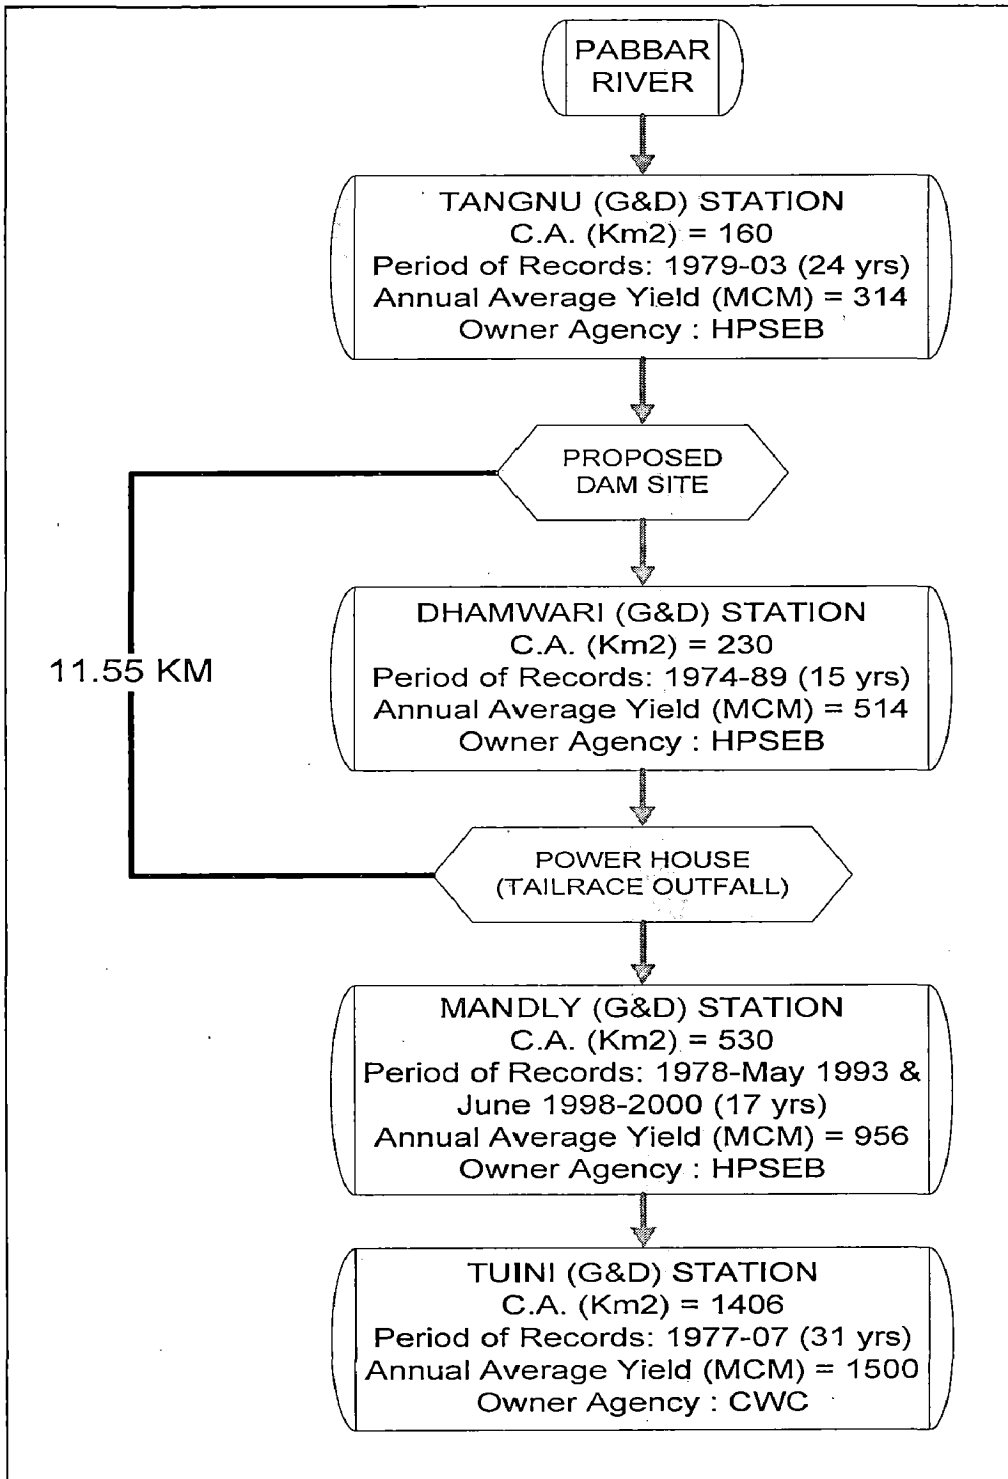 PABBAR
RIVER
TANGNU (G&D) STATION
C.A. (Km2) = 160
Period of Records: 1979-03 (24 yrs)
Annual Average Yield (MCM) = 314
Owner Agency : HPSEB
PROPOSED
DAM SITE
DHAMWARI (G&D) STATION
C.A. (Km2) = 230
Period of Records: 1974-89 (15 yrs)
Annual Average Yield (MCM) = 514
Owner Agency : HPSEB
11.55 KM
POWER HOUSE
(TAILRACE OUTFALL)
MANDLY (G&D) STATION
C.A. (Km2) = 530
Period of Records: 1978-May 1993 &
June 1998-2000 (17 yrs)
Annual Average Yield (MCM) = 956
Owner Agency : HPSEB
TUINI (G&D) STATION
C.A. (Km2) = 1406
Period of Records: 1977-07 (31 yrs)
Annual Average Yield (MCM) = 1500
Owner Agency : CWC